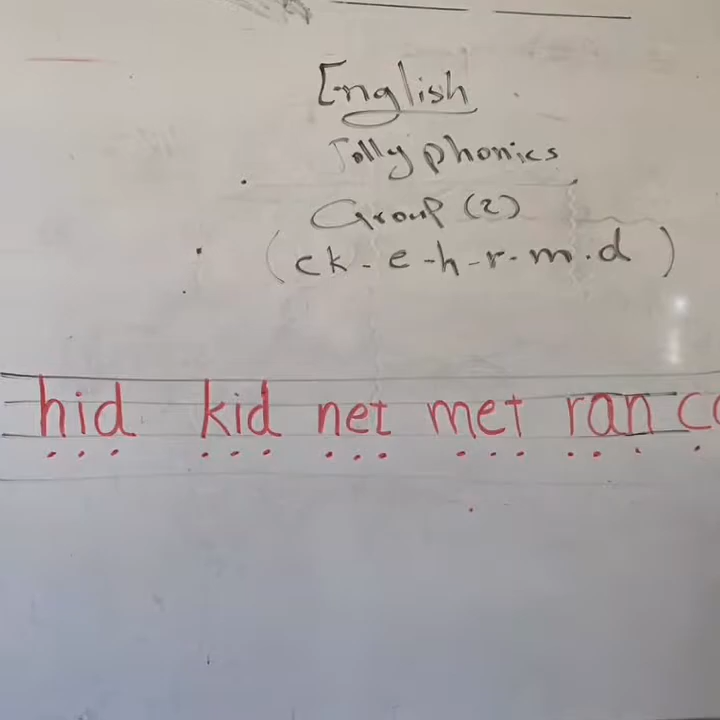 English
Jolly phonics
Group (2)
(ck - e - h - r - m . d)
hid kid net met ran